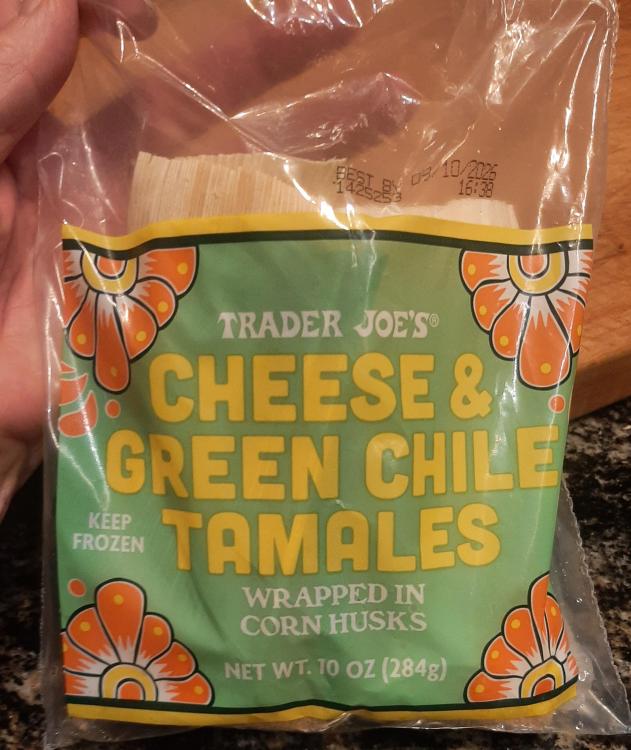 BEST BY 09/10/2026
1425253 16:38
TRADER JOE'S®
CHEESE &
GREEN CHILE
TAMALES
KEEP
FROZEN
WRAPPED IN
CORN HUSKS
NET WT. 10 OZ (284g)